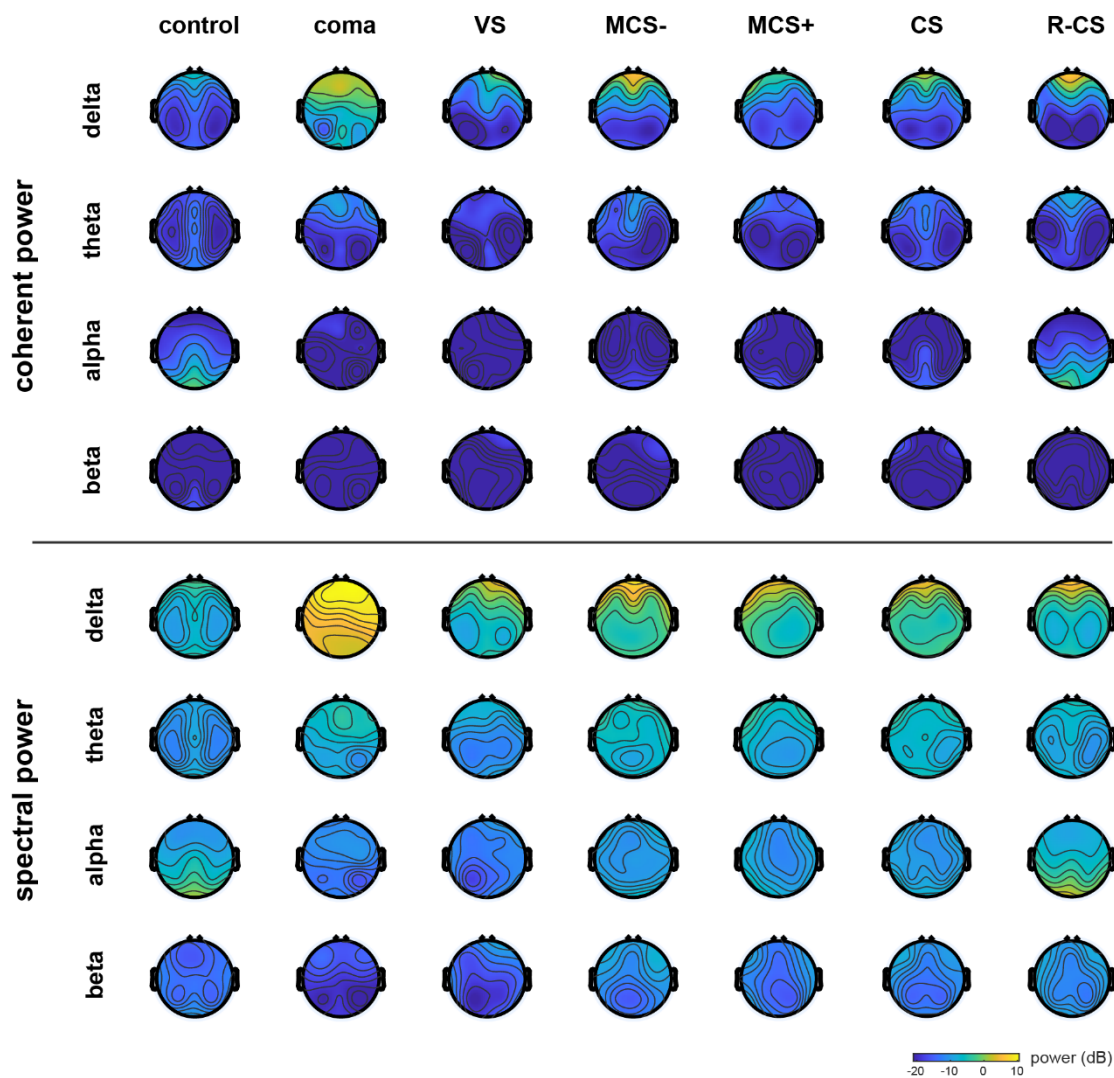 control coma VS MCS- MCS+ CS R-CS
coherent power
delta
theta
alpha
beta
spectral power
delta
theta
alpha
beta
power (dB)
-20 -10 0 10